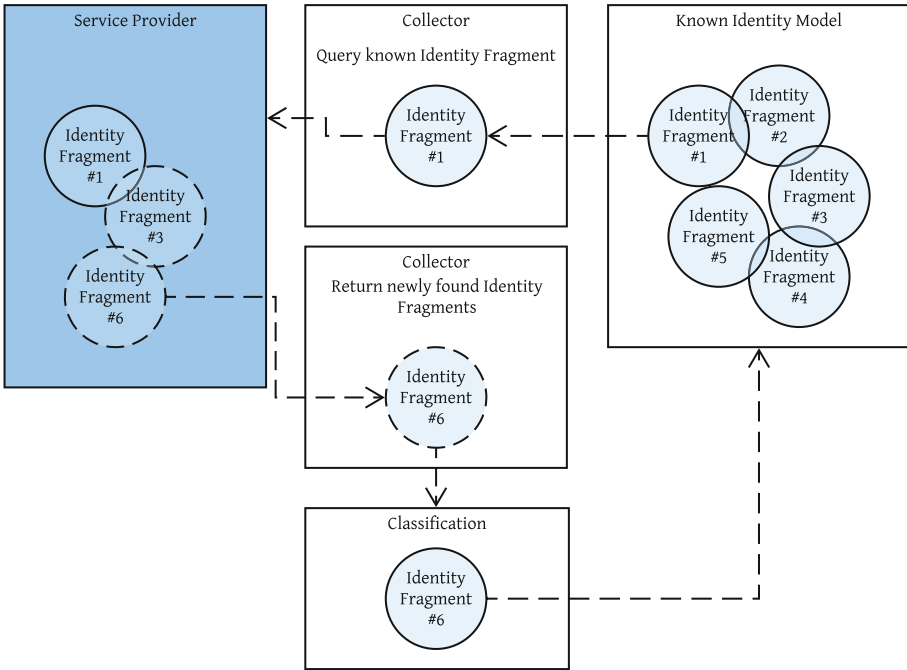 Service Provider
Identity
Fragment
#1
Identity
Fragment
#3
Identity
Fragment
#6
Collector
Query known Identity Fragment
Identity
Fragment
#1
Collector
Return newly found Identity
Fragments
Identity
Fragment
#6
Classification
Identity
Fragment
#6
Known Identity Model
Identity
Fragment
#1
Identity
Fragment
#2
Identity
Fragment
#3
Identity
Fragment
#5
Identity
Fragment
#4